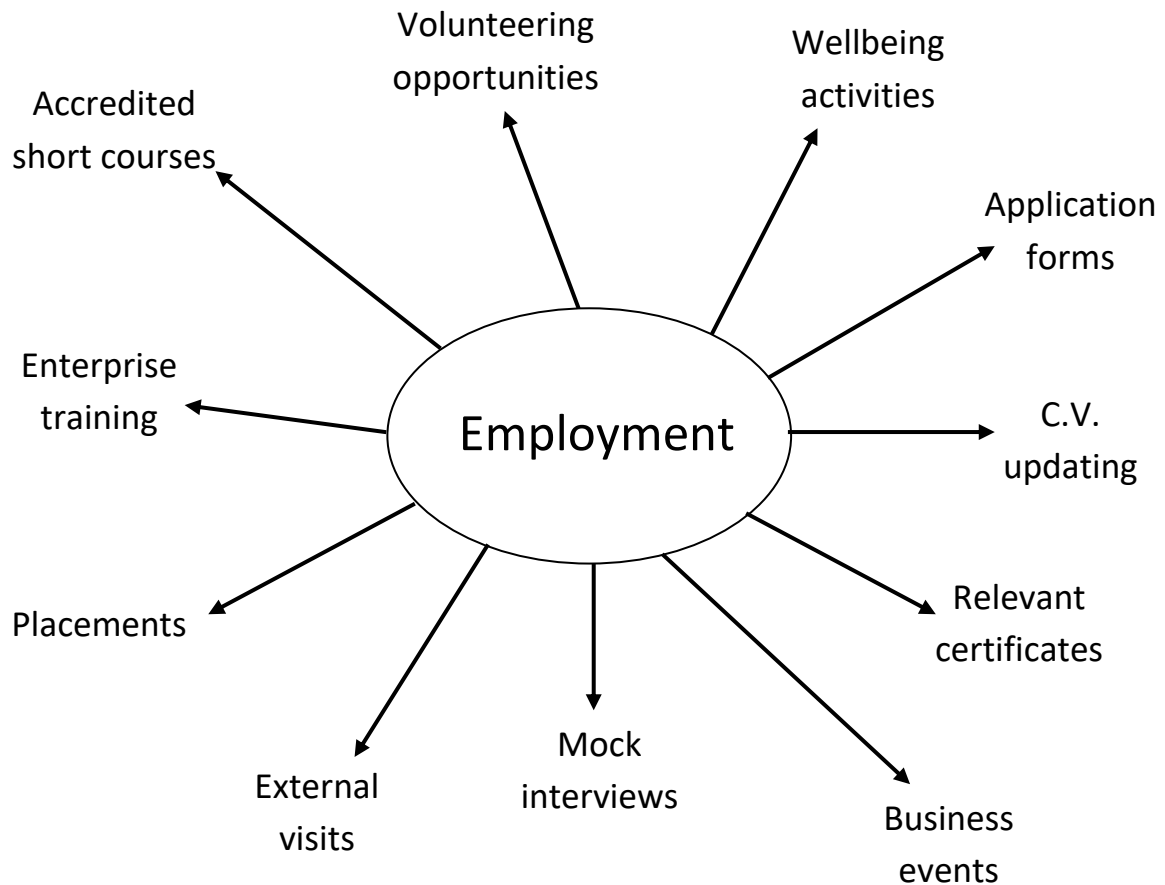 Volunteering
opportunities
Wellbeing
activities
Accredited
short courses
Application
forms
Enterprise
training
Employment
C.V.
updating
Placements
Relevant
certificates
External
visits
Mock
interviews
Business
events